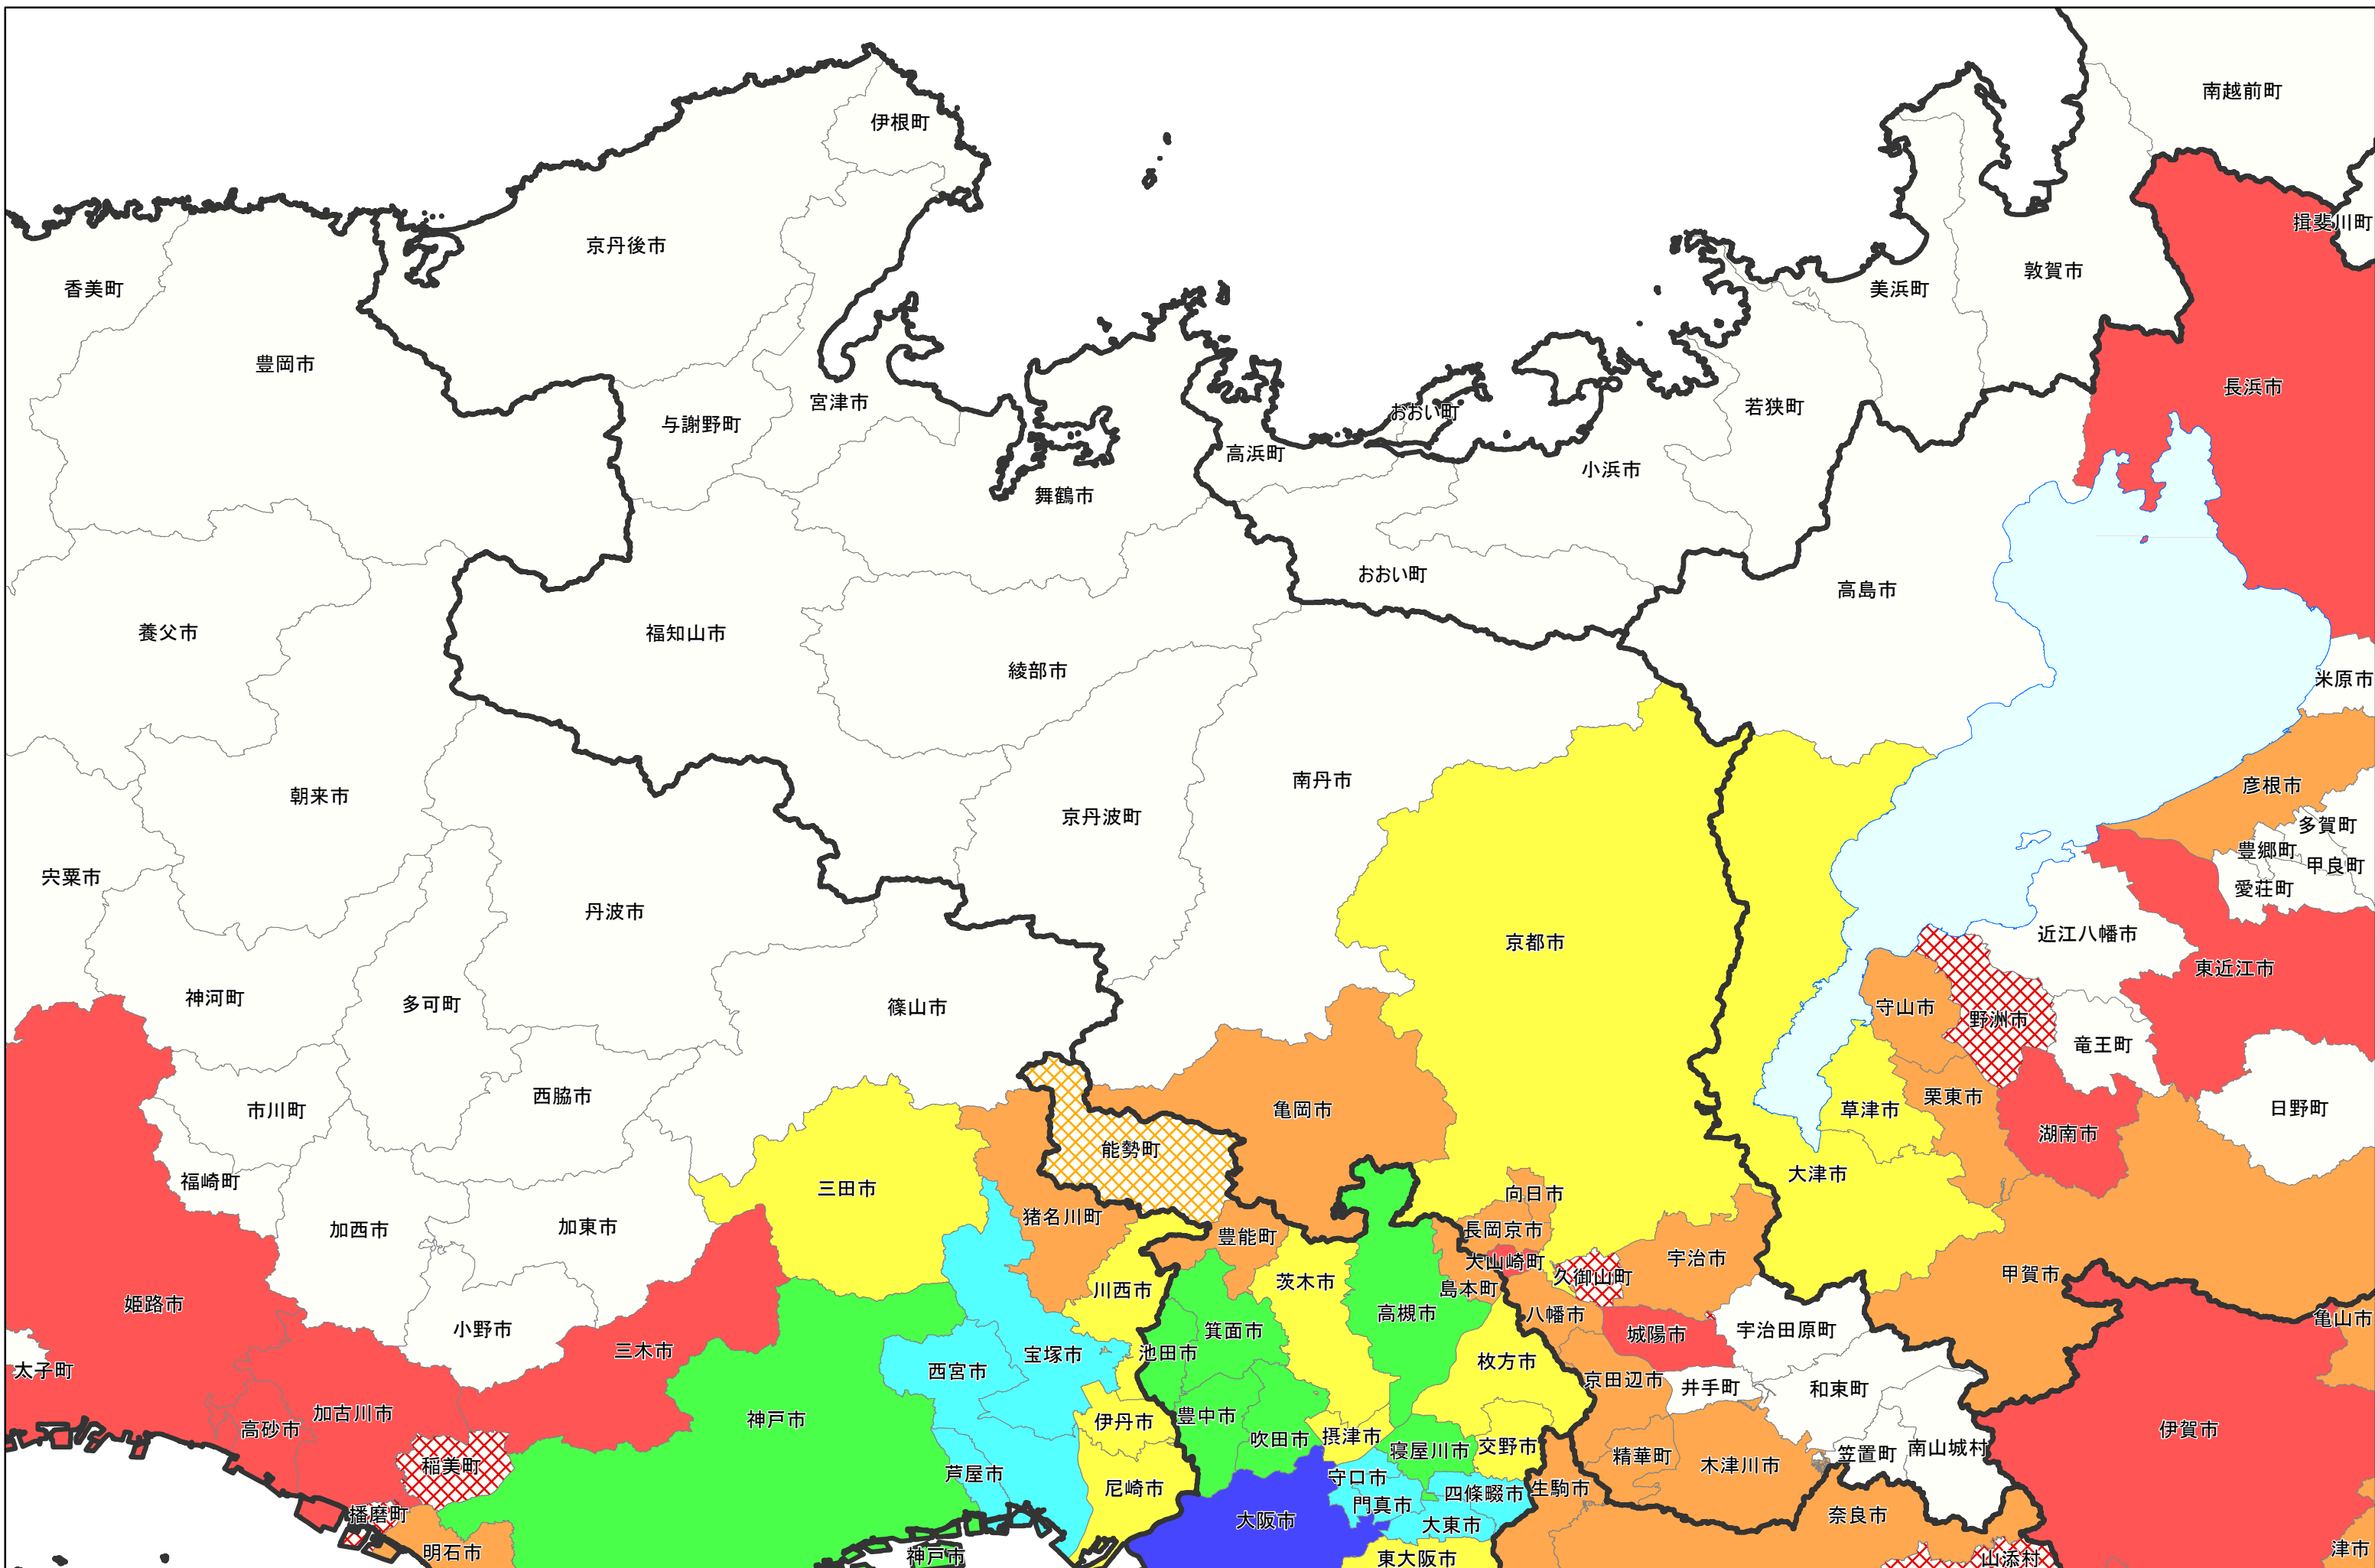 南越前町
伊根町
揖斐川町
京丹後市
敦賀市
香美町
美浜町
豊岡市
長浜市
宮津市
若狭町
おおい町
与謝野町
高浜町
小浜市
舞鶴市
おおい町
高島市
養父市
福知山市
綾部市
米原市
南丹市
彦根市
朝来市
京丹波町
多賀町
豊郷町
甲良町
宍粟市
愛荘町
丹波市
近江八幡市
京都市
東近江市
神河町
多可町
篠山市
守山市
野洲市
竜王町
西脇市
栗東市
市川町
亀岡市
草津市
日野町
湖南市
能勢町
福崎町
三田市
大津市
向日市
猪名川町
加西市
加東市
長岡京市
豊能町
宇治市
大山崎町
久御山町
甲賀市
茨木市
川西市
島本町
姫路市
高槻市
八幡市
亀山市
小野市
箕面市
宇治田原町
城陽市
三木市
池田市
宝塚市
枚方市
太子町
西宮市
京田辺市
井手町
和束町
加古川市
神戸市
豊中市
伊丹市
高砂市
伊賀市
吹田市
摂津市
寝屋川市
交野市
南山城村
笠置町
精華町
木津川市
稲美町
芦屋市
守口市
尼崎市
生駒市
四條畷市
門真市
播磨町
奈良市
大阪市
大東市
津市
明石市
神戸市
東大阪市
山添村